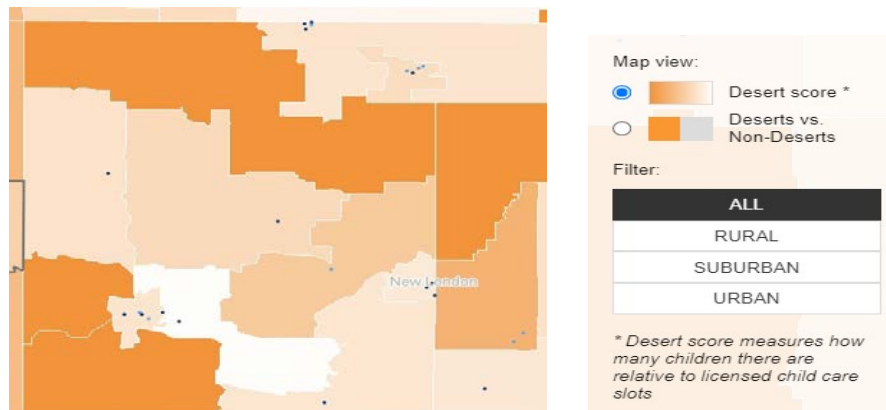 New London
Map view:
Desert score *
Deserts vs.
Non-Deserts
Filter:
ALL
RURAL
SUBURBAN
URBAN
* Desert score measures how
many children there are
relative to licensed child care
slots